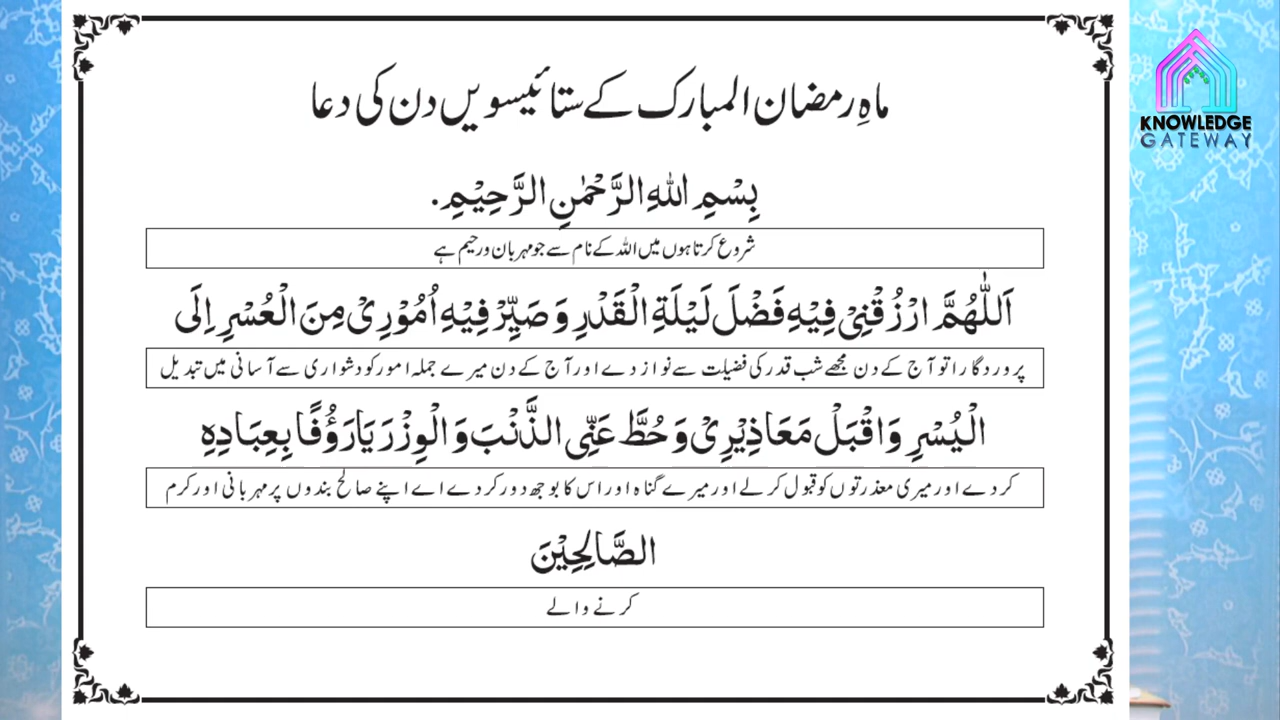 ماہِ رمضان المبارک کے ستائیسویں دن کی دعا
KNOWLEDGE
GATEWAY
بِسْمِ اللهِ الرَّحْمٰنِ الرَّحِيْمِ.
شروع کرتا ہوں میں اللہ کے نام سے جو مہربان و رحیم ہے
اَللّٰهُمَّ ارْزُقْنِيْ فِيْهِ فَضْلَ لَيْلَةِ الْقَدْرِ وَ صَيِّرْ فِيْهِ اُمُوْرِيْ مِنَ الْعُسْرِ اِلَى
پروردگارا تو آج کے دن مجھے شب قدر کی فضیلت سے نواز دے اور آج کے دن میرے جملہ امور کو دشواری سے آسانی میں تبدیل
الْيُسْرِ وَ اقْبَلْ مَعَاذِيْرِيْ وَ حُطَّ عَنِّى الذَّنْبَ وَ الْوِزْرَ يَا رَؤُفًا بِعِبَادِهِ
کردے اور میری معذرتوں کو قبول کرلے اور میرے گناہ اور اس کا بوجھ دور کردے اے اپنے صالح بندوں پر مہربانی اور کرم
الصَّالِحِيْنَ
کرنے والے